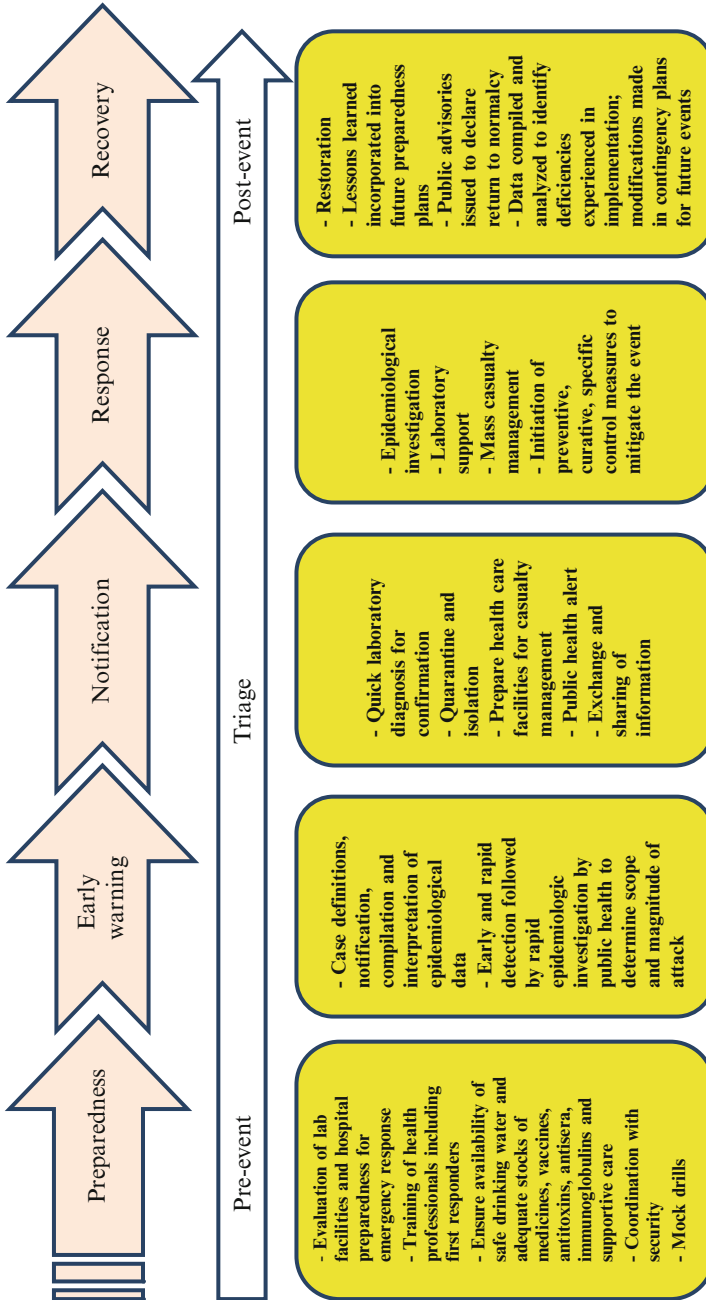 Preparedness
Early
warning
Notification
Response
Recovery
Pre-event
Triage
Post-event
- Evaluation of lab
facilities and hospital
preparedness for
emergency response
- Training of health
professionals including
first responders
- Ensure availability of
safe drinking water and
adequate stocks of
medicines, vaccines,
antitoxins, antisera,
immunoglobulins and
supportive care
- Coordination with
security
- Mock drills
- Case definitions,
notification,
compilation and
interpretation of
epidemiological
data
- Early and rapid
detection followed
by rapid
epidemiologic
investigation by
public health to
determine scope
and magnitude of
attack
- Quick laboratory
diagnosis for
confirmation
- Quarantine and
isolation
- Prepare health care
facilities for casualty
management
- Public health alert
- Exchange and
sharing of
information
- Epidemiological
investigation
- Laboratory
support
- Mass casualty
management
- Initiation of
preventive,
curative, specific
control measures to
mitigate the event
- Restoration
- Lessons learned
incorporated into
future preparedness
plans
- Public advisories
issued to declare
return to normalcy
- Data compiled and
analyzed to identify
deficiencies
experienced in
implementation;
modifications made
in contingency plans
for future events